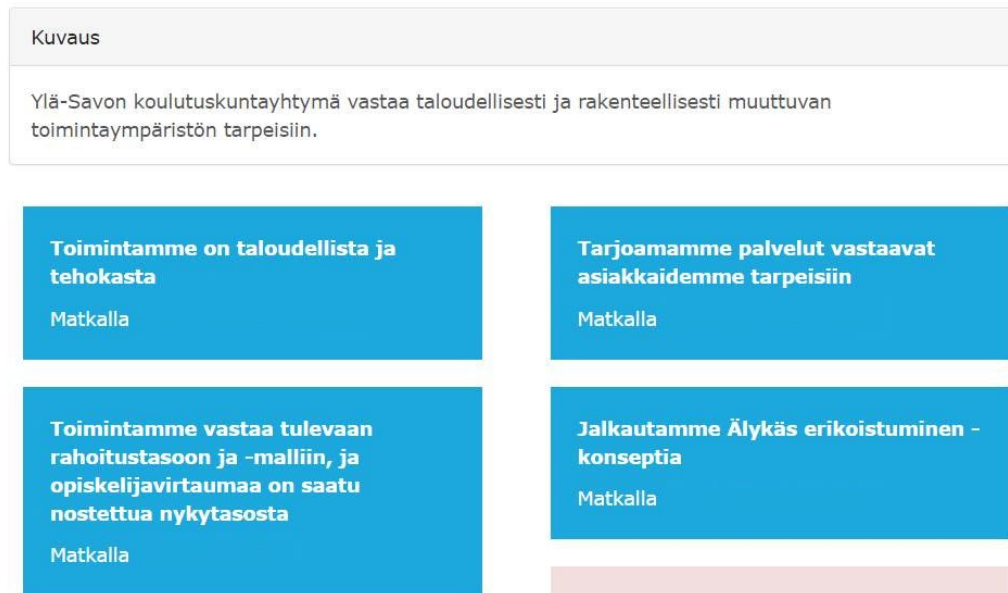 Kuvaus
Ylä-Savon koulutuskuntayhtymä vastaa taloudellisesti ja rakenteellisesti muuttuvan
toimintaympäristön tarpeisiin.
Toimintamme on taloudellista ja
tehokasta
Matkalla
Tarjoamamme palvelut vastaavat
asiakkaidemme tarpeisiin
Matkalla
Toimintamme vastaa tulevaan
rahoitustasoon ja -malliin, ja
opiskelijavirtaumaa on saatu
nostettua nykytasosta
Matkalla
Jalkautamme Älykäs erikoistuminen -
konseptia
Matkalla